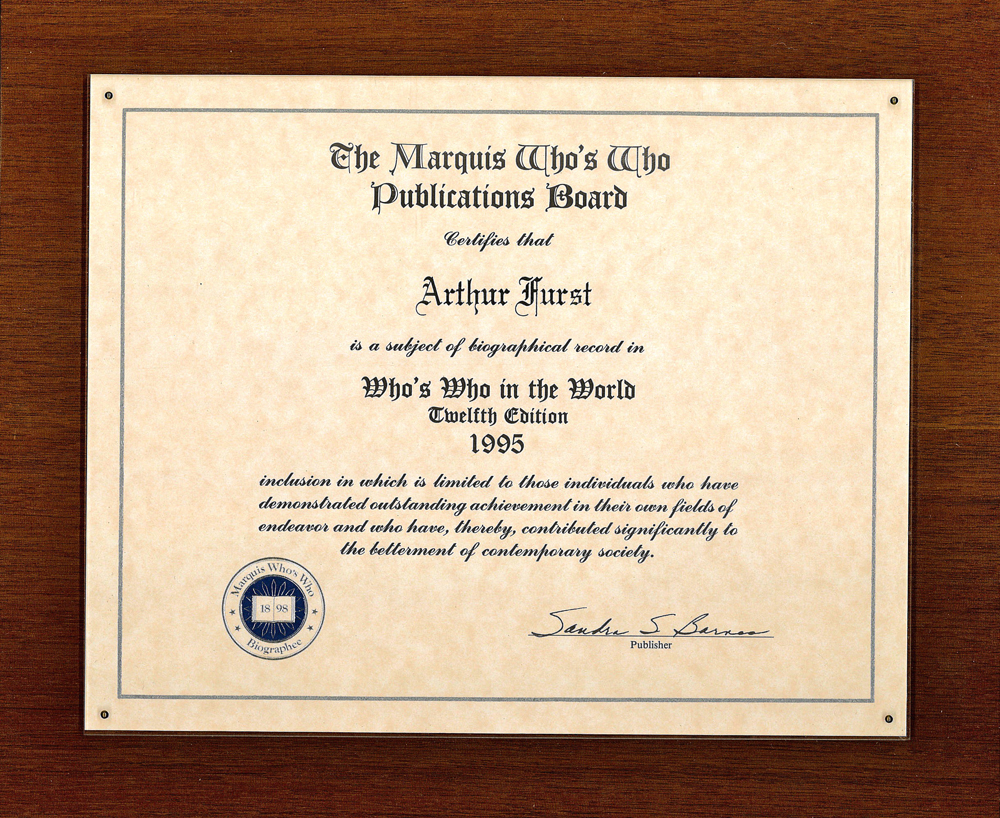 The Marquis Who's Who
Publications Board
Certifies that
Arthur Furst
is a subject of biographical record in
Who's Who in the World
Twelfth Edition
1995
inclusion in which is limited to those individuals who have
demonstrated outstanding achievement in their own fields of
endeavor and who have, thereby, contributed significantly to
the betterment of contemporary society.
Marquis Who's Who
18 98
Biographee
Sandra S Barnes
Publisher